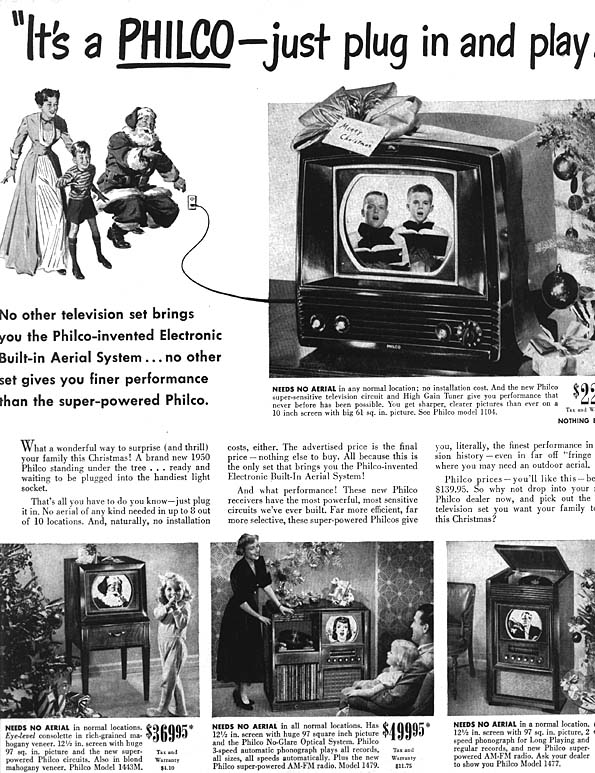 "It's a PHILCO—just plug in and play
Merry
Christmas
PHILCO
No other television set brings
you the Philco-invented Electronic
Built-in Aerial System . . . no other
set gives you finer performance
than the super-powered Philco.
NEEDS NO AERIAL in any normal location; no installation cost. And the new Philco
super-sensitive television circuit and High Gain Tuner give you performance that
never before has been possible. You get sharper, clearer pictures than ever on a
10 inch screen with big 61 sq. in. picture. See Philco model 1104.
$22
Tax and W
NOTHING E
What a wonderful way to surprise (and thrill)
your family this Christmas! A brand new 1950
Philco standing under the tree . . . ready and
waiting to be plugged into the handiest light
socket.
That's all you have to do you know—just plug
it in. No aerial of any kind needed in up to 8 out
of 10 locations. And, naturally, no installation
costs, either. The advertised price is the final
price—nothing else to buy. All because this is
the only set that brings you the Philco-invented
Electronic Built-In Aerial System!
And what performance! These new Philco
receivers have the most powerful, most sensitive
circuits we've ever built. Far more efficient, far
more selective, these super-powered Philcos give
you, literally, the finest performance in
sion history—even in far off "fringe
where you may need an outdoor aerial.
Philco prices—you'll like this—be
$139.95. So why not drop into your
Philco dealer now, and pick out the
television set you want your family to
this Christmas?
NEEDS NO AERIAL in normal locations.
Eye-level consolette in rich-grained ma-
hogany veneer. 12½ in. screen with huge
97 sq. in. picture and the new super-
powered Philco circuits. Also in blond
mahogany veneer. Philco Model 1443M.
$369.95*
Tax and
Warranty
$4.10
NEEDS NO AERIAL in all normal locations. Has
12½ in. screen with huge 97 square inch picture
and the Philco No-Glare Optical System. Philco
3-speed automatic phonograph plays all records,
all sizes, all speeds automatically. Plus the new
Philco super-powered AM-FM radio. Model 1479.
$499.95*
Tax and
Warranty
$11.75
NEEDS NO AERIAL in a normal location.
12½ in. screen with 97 sq. in. picture, 2
speed phonograph for Long Playing and
regular records, and new Philco super-
powered AM-FM radio. Ask your dealer
to show you Philco Model 1477.